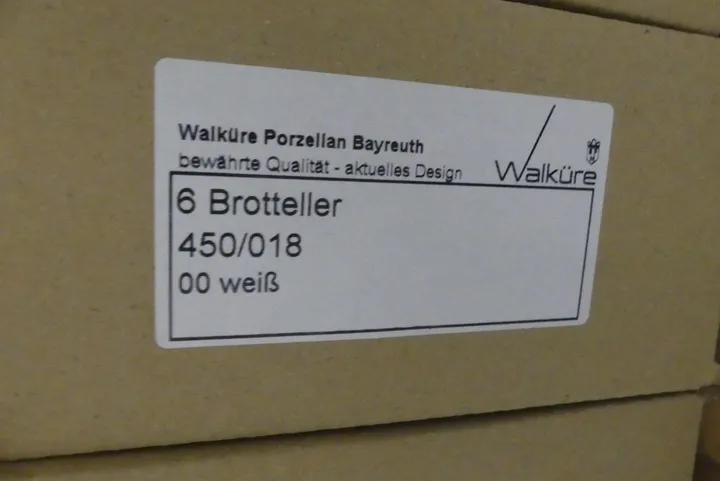 Walküre Porzellan Bayreuth
bewährte Qualität - aktuelles Design
Walküre
6 Brotteller
450/018
00 weiß